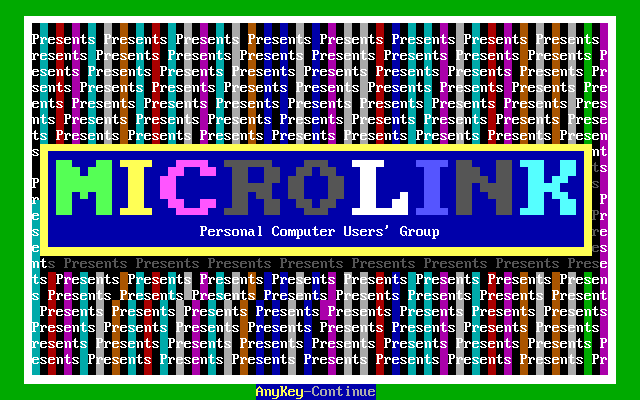 Presents Presents Presents Presents Presents Presents Presents Presents
resents Presents Presents Presents Presents Presents Presents Presents P
esents Presents Presents Presents Presents Presents Presents Presents Pr
sents Presents Presents Presents Presents Presents Presents Presents Pre
ents Presents Presents Presents Presents Presents Presents Presents Pres
nts Presents Presents Presents Presents Presents Presents Presents Prese
ts Presents Presents Presents Presents Presents Presents Presents Presen
MICROLINK
Personal Computer Users' Group
nts Presents Presents Presents Presents Presents Presents Presents Prese
ts Presents Presents Presents Presents Presents Presents Presents Presen
s Presents Presents Presents Presents Presents Presents Presents Present
Presents Presents Presents Presents Presents Presents Presents Presents
Presents Presents Presents Presents Presents Presents Presents Presents
resents Presents Presents Presents Presents Presents Presents Presents P
esents Presents Presents Presents Presents Presents Presents Presents Pr
AnyKey-Continue